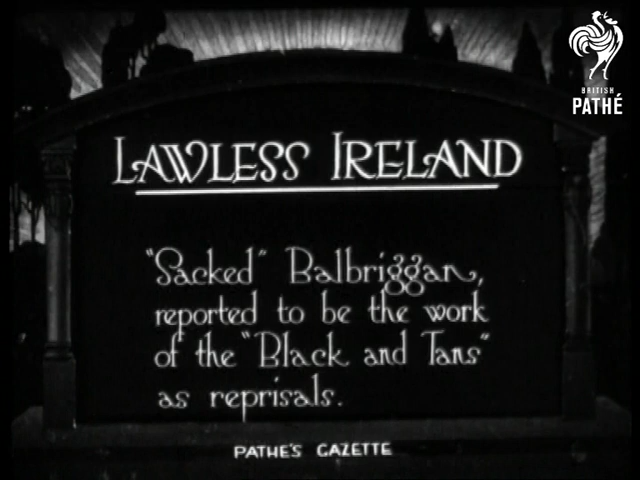 BRITISH
PATHÉ
LAWLESS IRELAND
"Sacked" Balbriggan,
reported to be the work
of the "Black and Tans"
as reprisals.
PATHE'S GAZETTE